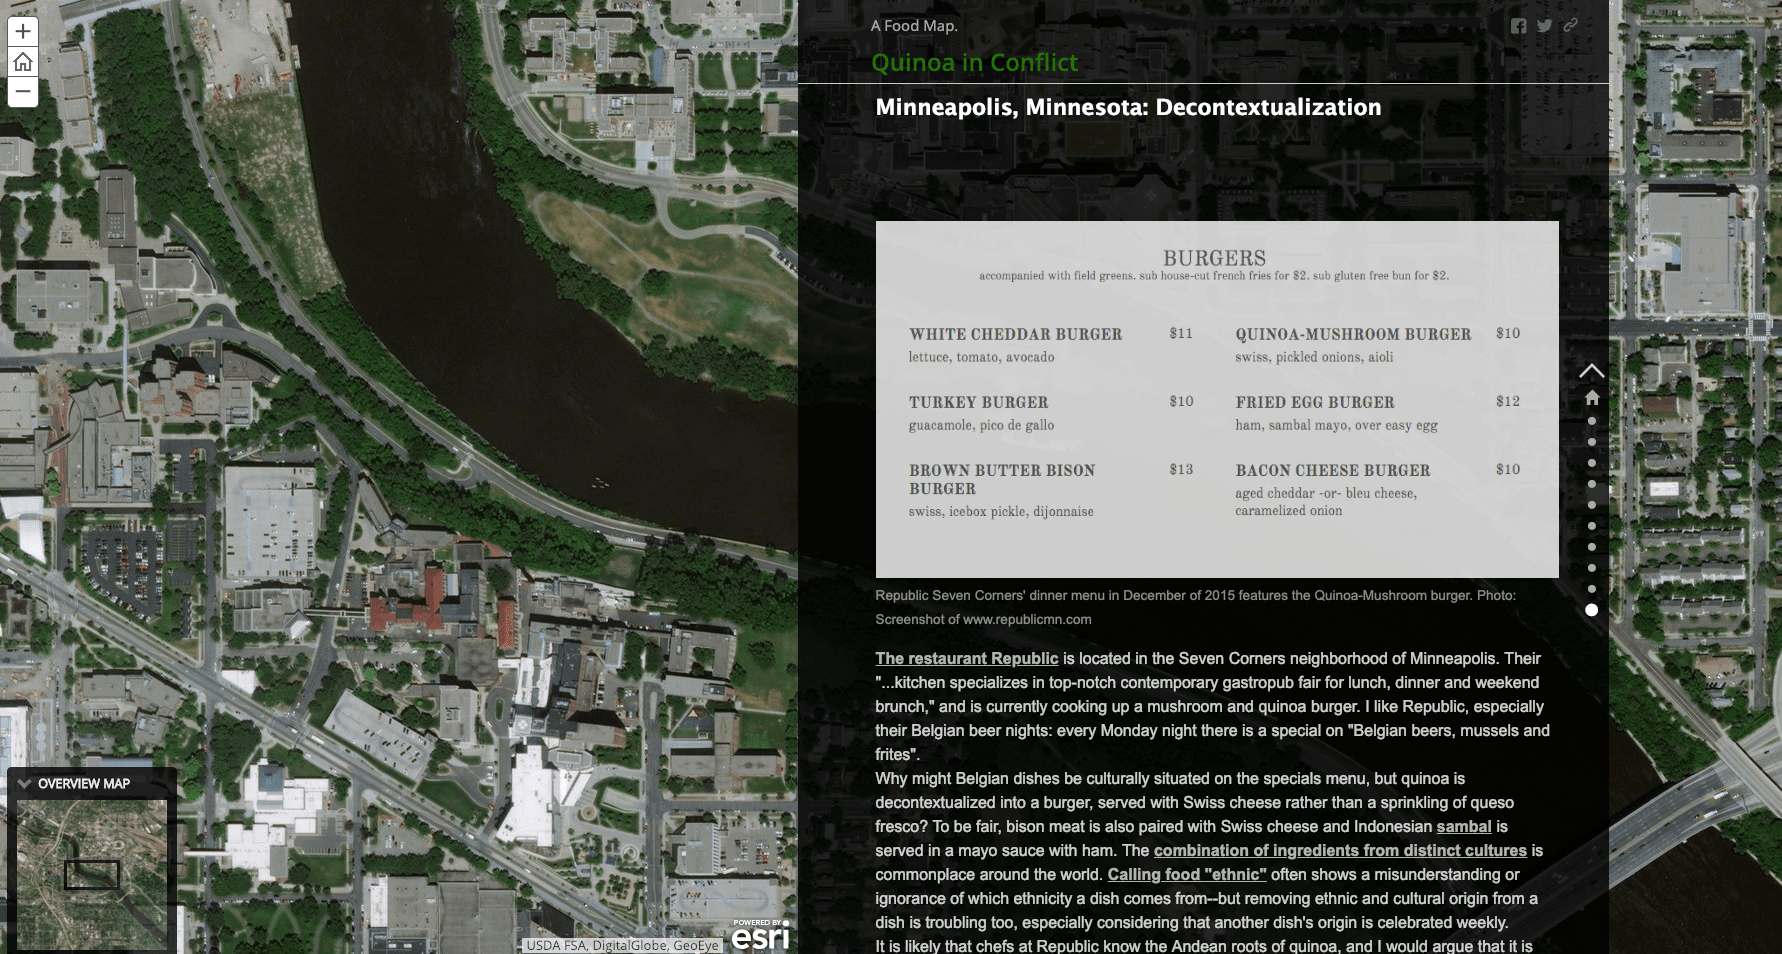 +
−
A Food Map.
Quinoa in Conflict
Minneapolis, Minnesota: Decontextualization
BURGERS
accompanied with field greens. sub house-cut french fries for $2. sub gluten free bun for $2.
WHITE CHEDDAR BURGER $11
lettuce, tomato, avocado
QUINOA-MUSHROOM BURGER $10
swiss, pickled onions, aioli
TURKEY BURGER $10
guacamole, pico de gallo
FRIED EGG BURGER $12
ham, sambal mayo, over easy egg
BROWN BUTTER BISON $13
BURGER
swiss, icebox pickle, dijonnaise
BACON CHEESE BURGER $10
aged cheddar -or- bleu cheese,
caramelized onion
Republic Seven Corners' dinner menu in December of 2015 features the Quinoa-Mushroom burger. Photo:
Screenshot of www.republicmn.com
The restaurant Republic is located in the Seven Corners neighborhood of Minneapolis. Their
"...kitchen specializes in top-notch contemporary gastropub fair for lunch, dinner and weekend
brunch," and is currently cooking up a mushroom and quinoa burger. I like Republic, especially
their Belgian beer nights: every Monday night there is a special on "Belgian beers, mussels and
frites".
Why might Belgian dishes be culturally situated on the specials menu, but quinoa is
decontextualized into a burger, served with Swiss cheese rather than a sprinkling of queso
fresco? To be fair, bison meat is also paired with Swiss cheese and Indonesian sambal is
served in a mayo sauce with ham. The combination of ingredients from distinct cultures is
commonplace around the world. Calling food "ethnic" often shows a misunderstanding or
ignorance of which ethnicity a dish comes from--but removing ethnic and cultural origin from a
dish is troubling too, especially considering that another dish's origin is celebrated weekly.
It is likely that chefs at Republic know the Andean roots of quinoa, and I would argue that it is
OVERVIEW MAP
USDA FSA, DigitalGlobe, GeoEye
POWERED BY
esri